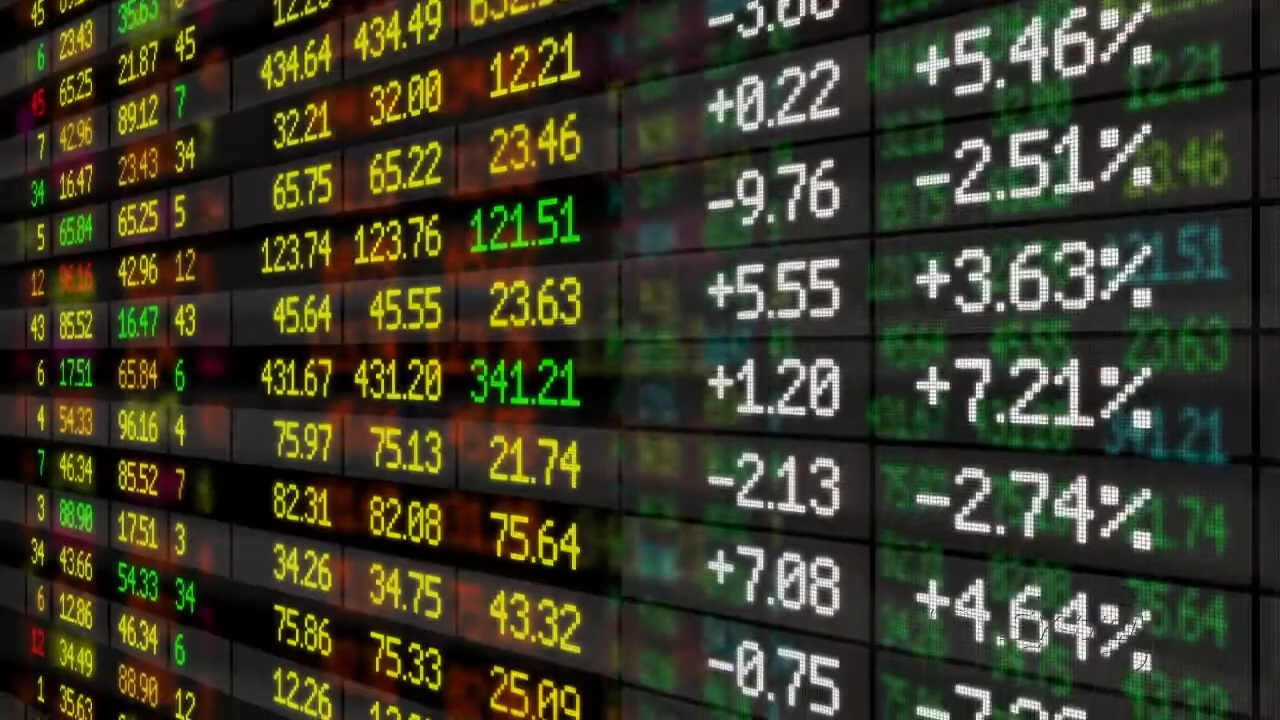 45
6 23.43 35.63
45 65.25 21.87 45
7 42.96 89.12 7 434.64 434.49
34 16.47 23.43 34 32.21 32.00 12.21
5 65.84 65.25 5 65.75 65.22 23.46 +0.22 +5.46%
12 96.16 42.96 12 123.74 123.76 121.51 -9.76 -2.51%
43 85.52 16.47 43 45.64 45.55 23.63 +5.55 +3.63%
6 17.51 65.84 6 431.67 431.20 341.21 +1.20 +7.21%
4 54.33 96.16 4 75.97 75.13 21.74 -2.13 -2.74%
7 46.34 85.52 7 82.31 82.08 75.64 +7.08 +4.64%
3 88.90 17.51 3 34.26 34.75 43.32 -0.75
34 43.66 54.33 34 75.86 75.33 25.09
6 12.86 46.34 6 12.26
12 34.49 88.90 12
1 35.63